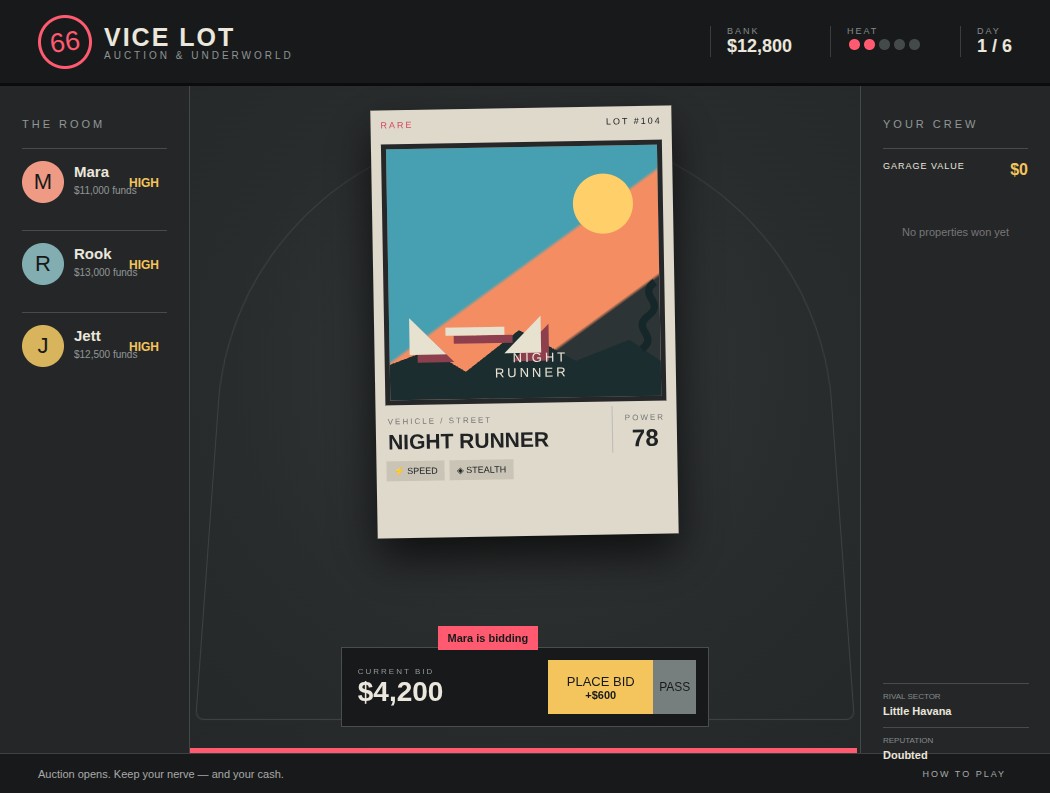 66
VICE LOT
AUCTION & UNDERWORLD
BANK
$12,800
HEAT
DAY
1 / 6
THE ROOM
M
Mara
$11,000 funds
HIGH
R
Rook
$13,000 funds
HIGH
J
Jett
$12,500 funds
HIGH
RARE
LOT #104
NIGHT
RUNNER
VEHICLE / STREET
NIGHT RUNNER
POWER
78
⚡ SPEED
◈ STEALTH
Mara is bidding
CURRENT BID
$4,200
PLACE BID
+$600
PASS
YOUR CREW
GARAGE VALUE
$0
No properties won yet
RIVAL SECTOR
Little Havana
REPUTATION
Doubted
Auction opens. Keep your nerve — and your cash.
HOW TO PLAY